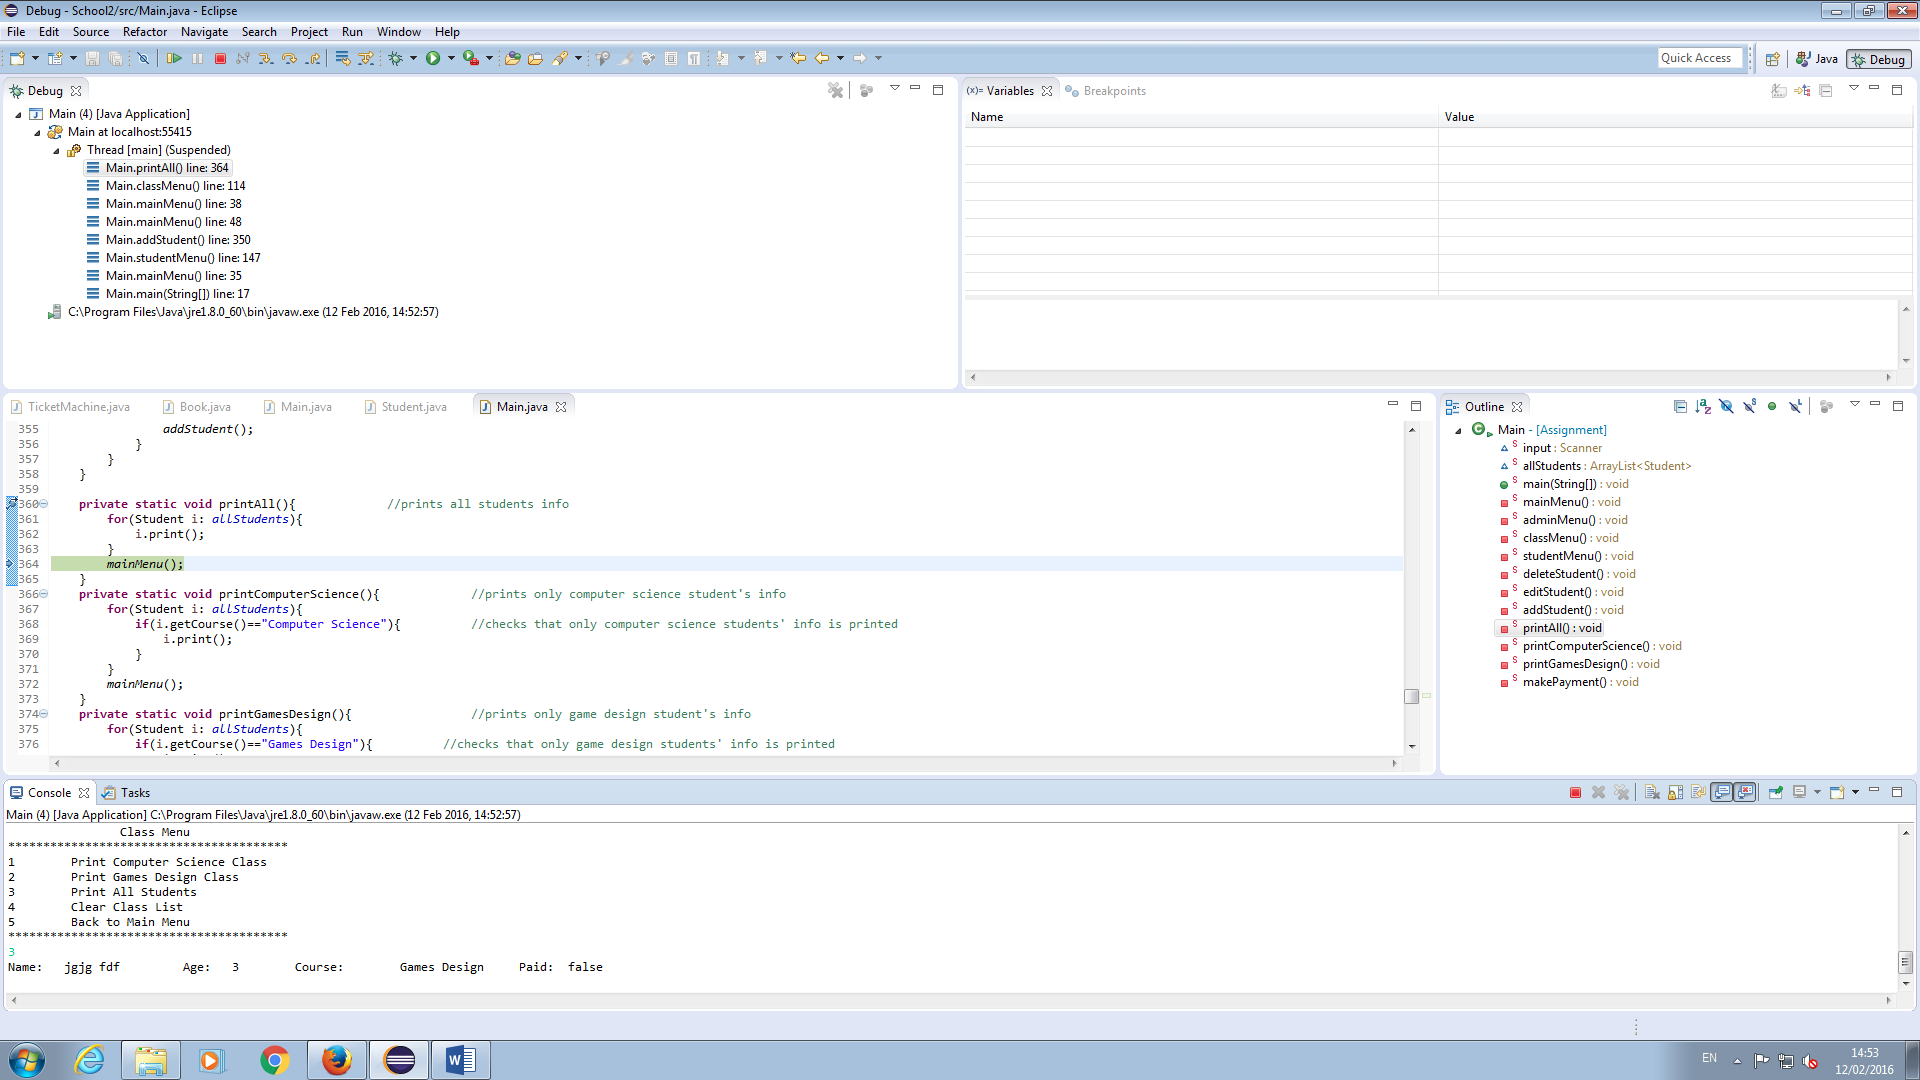 Debug - School2/src/Main.java - Eclipse
File Edit Source Refactor Navigate Search Project Run Window Help
Quick Access Java Debug
Debug
Main (4) [Java Application]
Main at localhost:55415
Thread [main] (Suspended)
Main.printAll() line: 364
Main.classMenu() line: 114
Main.mainMenu() line: 38
Main.mainMenu() line: 48
Main.addStudent() line: 350
Main.studentMenu() line: 147
Main.mainMenu() line: 35
Main.main(String[]) line: 17
C:\Program Files\Java\jre1.8.0_60\bin\javaw.exe (12 Feb 2016, 14:52:57)
(x)= Variables Breakpoints
Name Value
TicketMachine.java Book.java Main.java Student.java Main.java
355 addStudent();
356 }
357 }
358 }
359
360 private static void printAll(){ //prints all students info
361 for(Student i: allStudents){
362 i.print();
363 }
364 mainMenu();
365 }
366 private static void printComputerScience(){ //prints only computer science student's info
367 for(Student i: allStudents){
368 if(i.getCourse()=="Computer Science"){ //checks that only computer science students' info is printed
369 i.print();
370 }
371 }
372 mainMenu();
373 }
374 private static void printGamesDesign(){ //prints only game design student's info
375 for(Student i: allStudents){
376 if(i.getCourse()=="Games Design"){ //checks that only game design students' info is printed
Outline
Main - [Assignment]
input : Scanner
allStudents : ArrayList<Student>
main(String[]) : void
mainMenu() : void
adminMenu() : void
classMenu() : void
studentMenu() : void
deleteStudent() : void
editStudent() : void
addStudent() : void
printAll() : void
printComputerScience() : void
printGamesDesign() : void
makePayment() : void
Console Tasks
Main (4) [Java Application] C:\Program Files\Java\jre1.8.0_60\bin\javaw.exe (12 Feb 2016, 14:52:57)
Class Menu
****************************************
1 Print Computer Science Class
2 Print Games Design Class
3 Print All Students
4 Clear Class List
5 Back to Main Menu
****************************************
3
Name: jgjg fdf Age: 3 Course: Games Design Paid: false
EN
14:53
12/02/2016